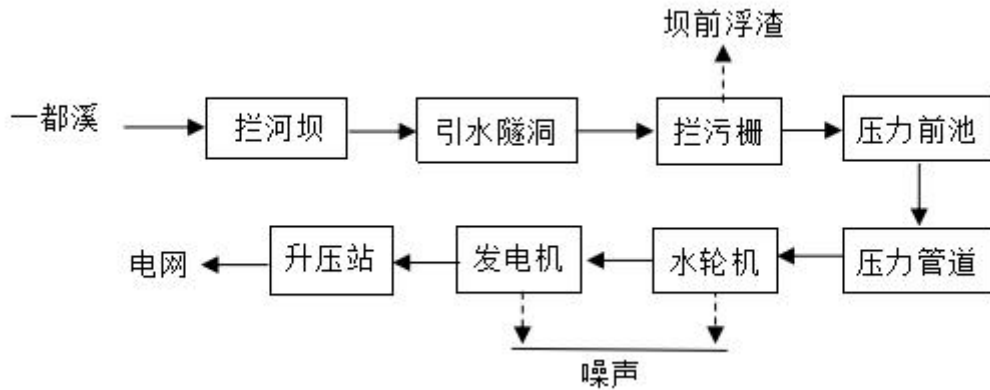 坝前浮渣
一都溪
拦河坝
引水隧洞
拦污栅
压力前池
电网
升压站
发电机
水轮机
压力管道
噪声